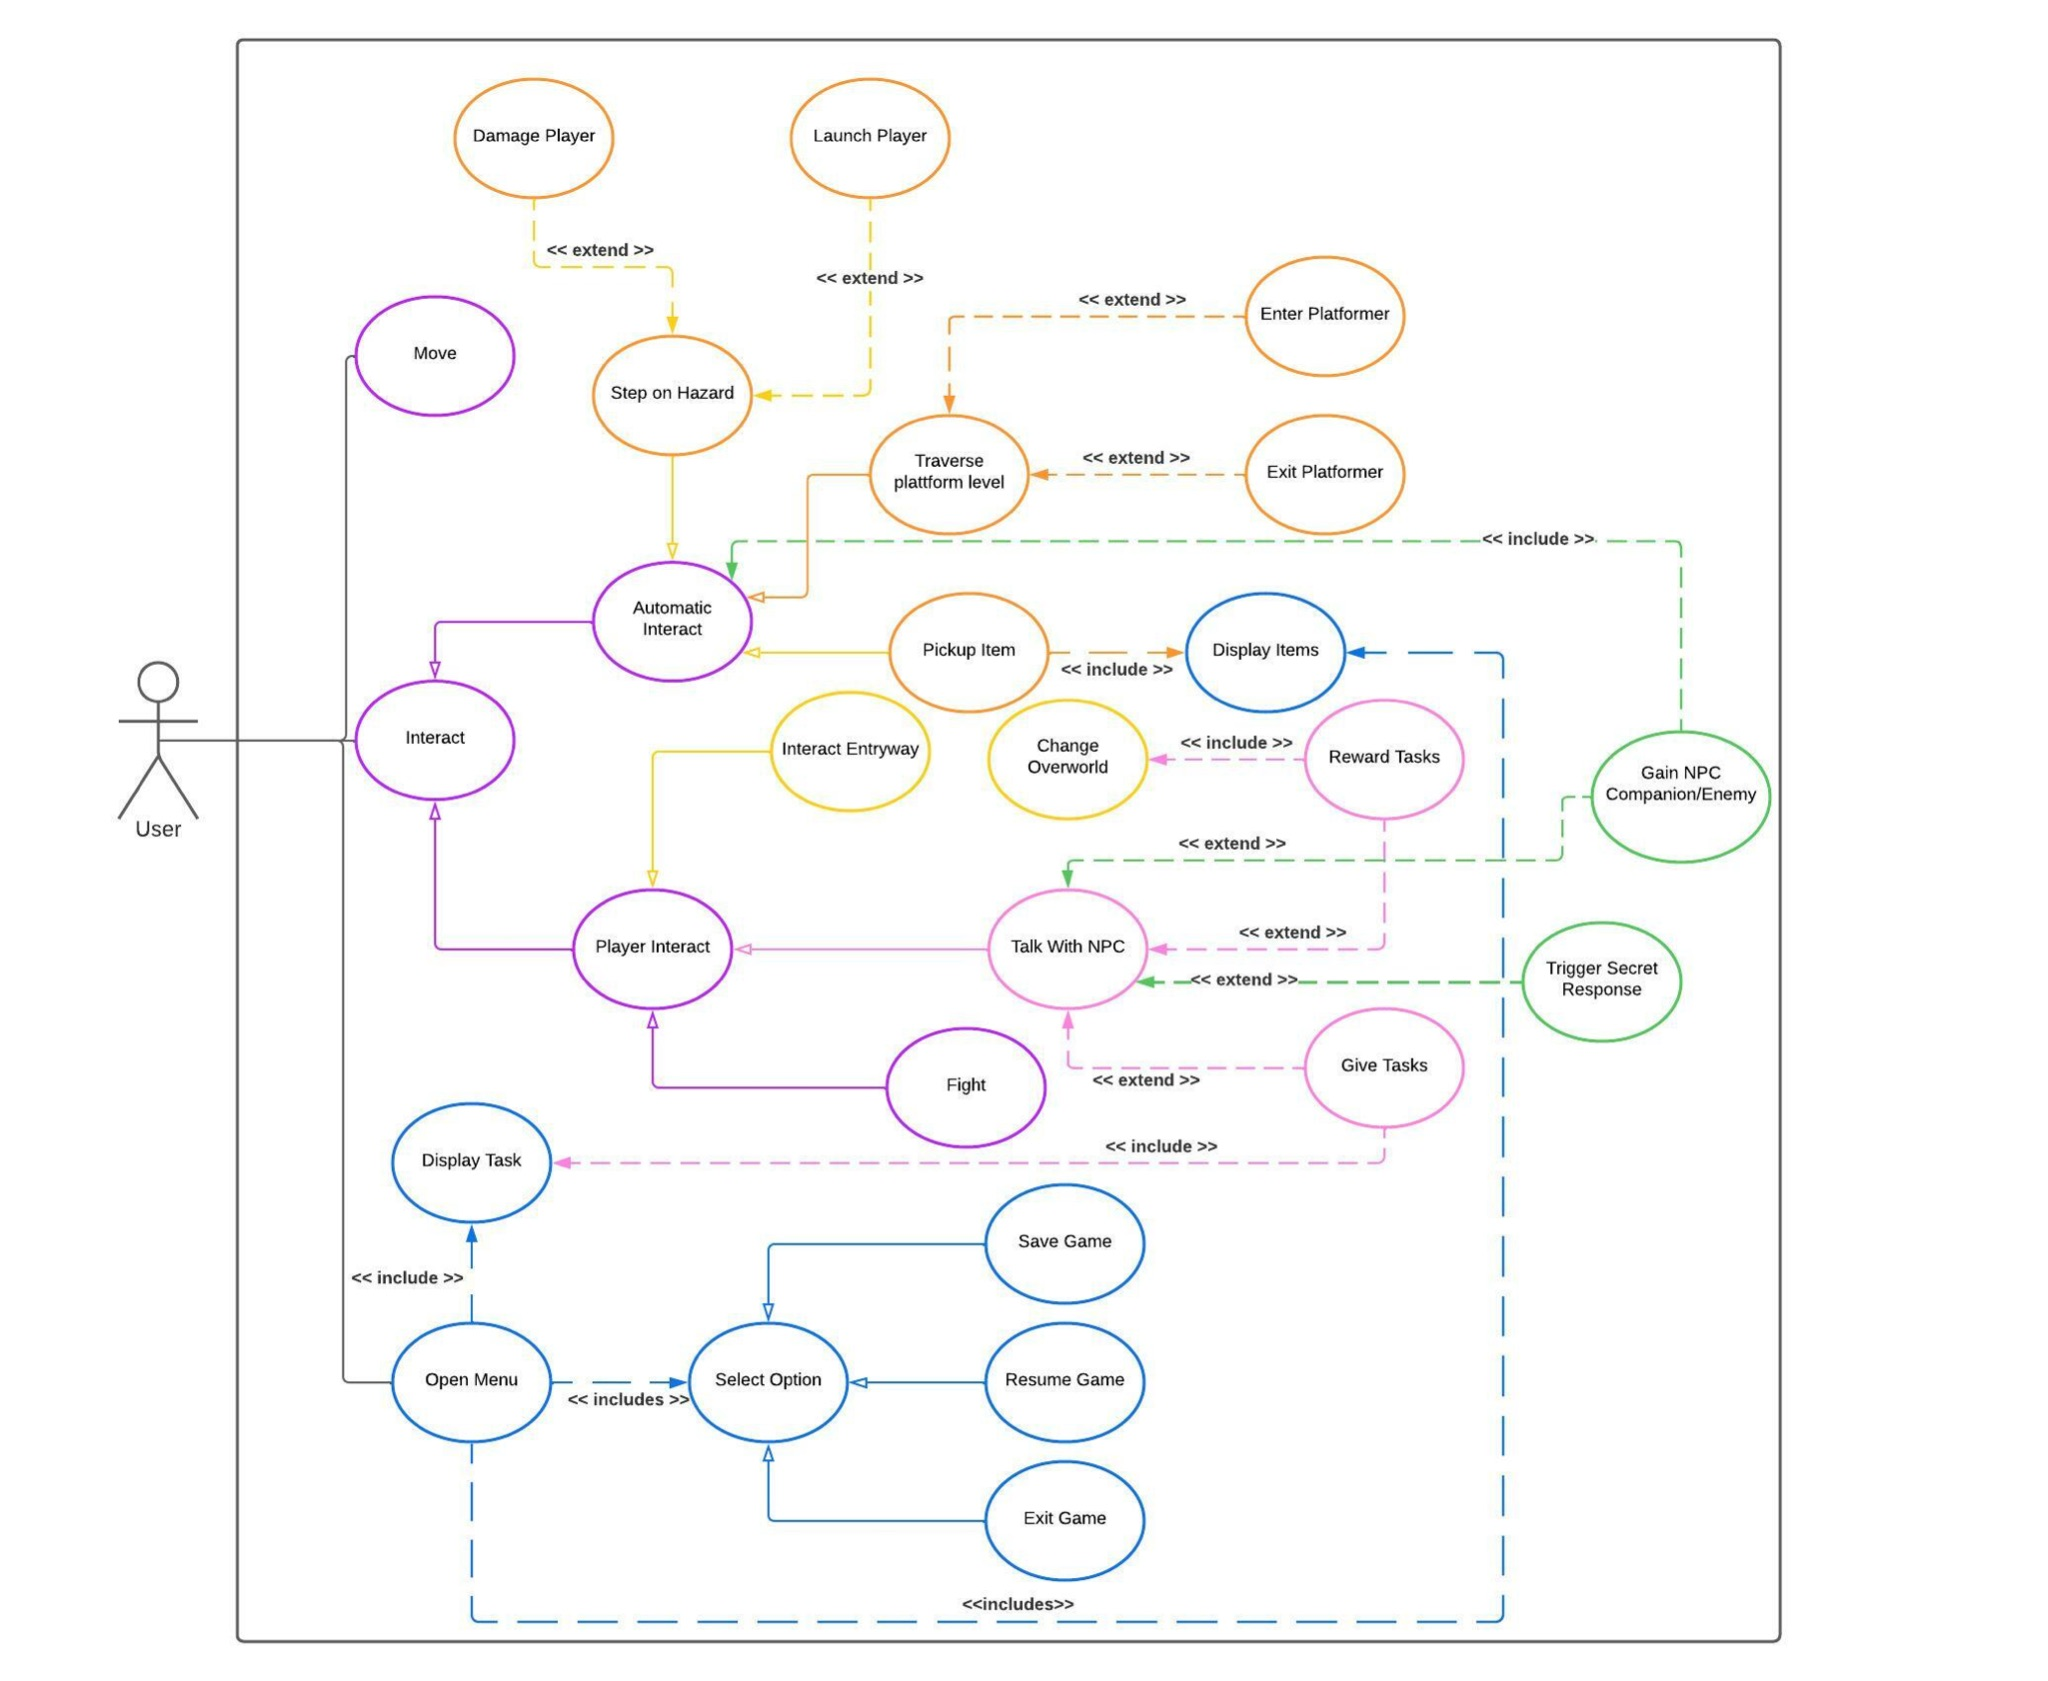 Damage Player
Launch Player
<< extend >>
<< extend >>
<< extend >>
Enter Platformer
Move
Step on Hazard
Traverse
plattform level
<< extend >>
Exit Platformer
<< include >>
Automatic
Interact
Pickup Item
<< include >>
Display Items
Interact
Interact Entryway
Change
Overworld
<< include >>
Reward Tasks
Gain NPC
Companion/Enemy
User
<< extend >>
Player Interact
Talk With NPC
<< extend >>
<< extend >>
Trigger Secret
Response
Fight
<< extend >>
Give Tasks
Display Task
<< include >>
Save Game
<< include >>
Open Menu
<< includes >>
Select Option
Resume Game
Exit Game
<<includes>>